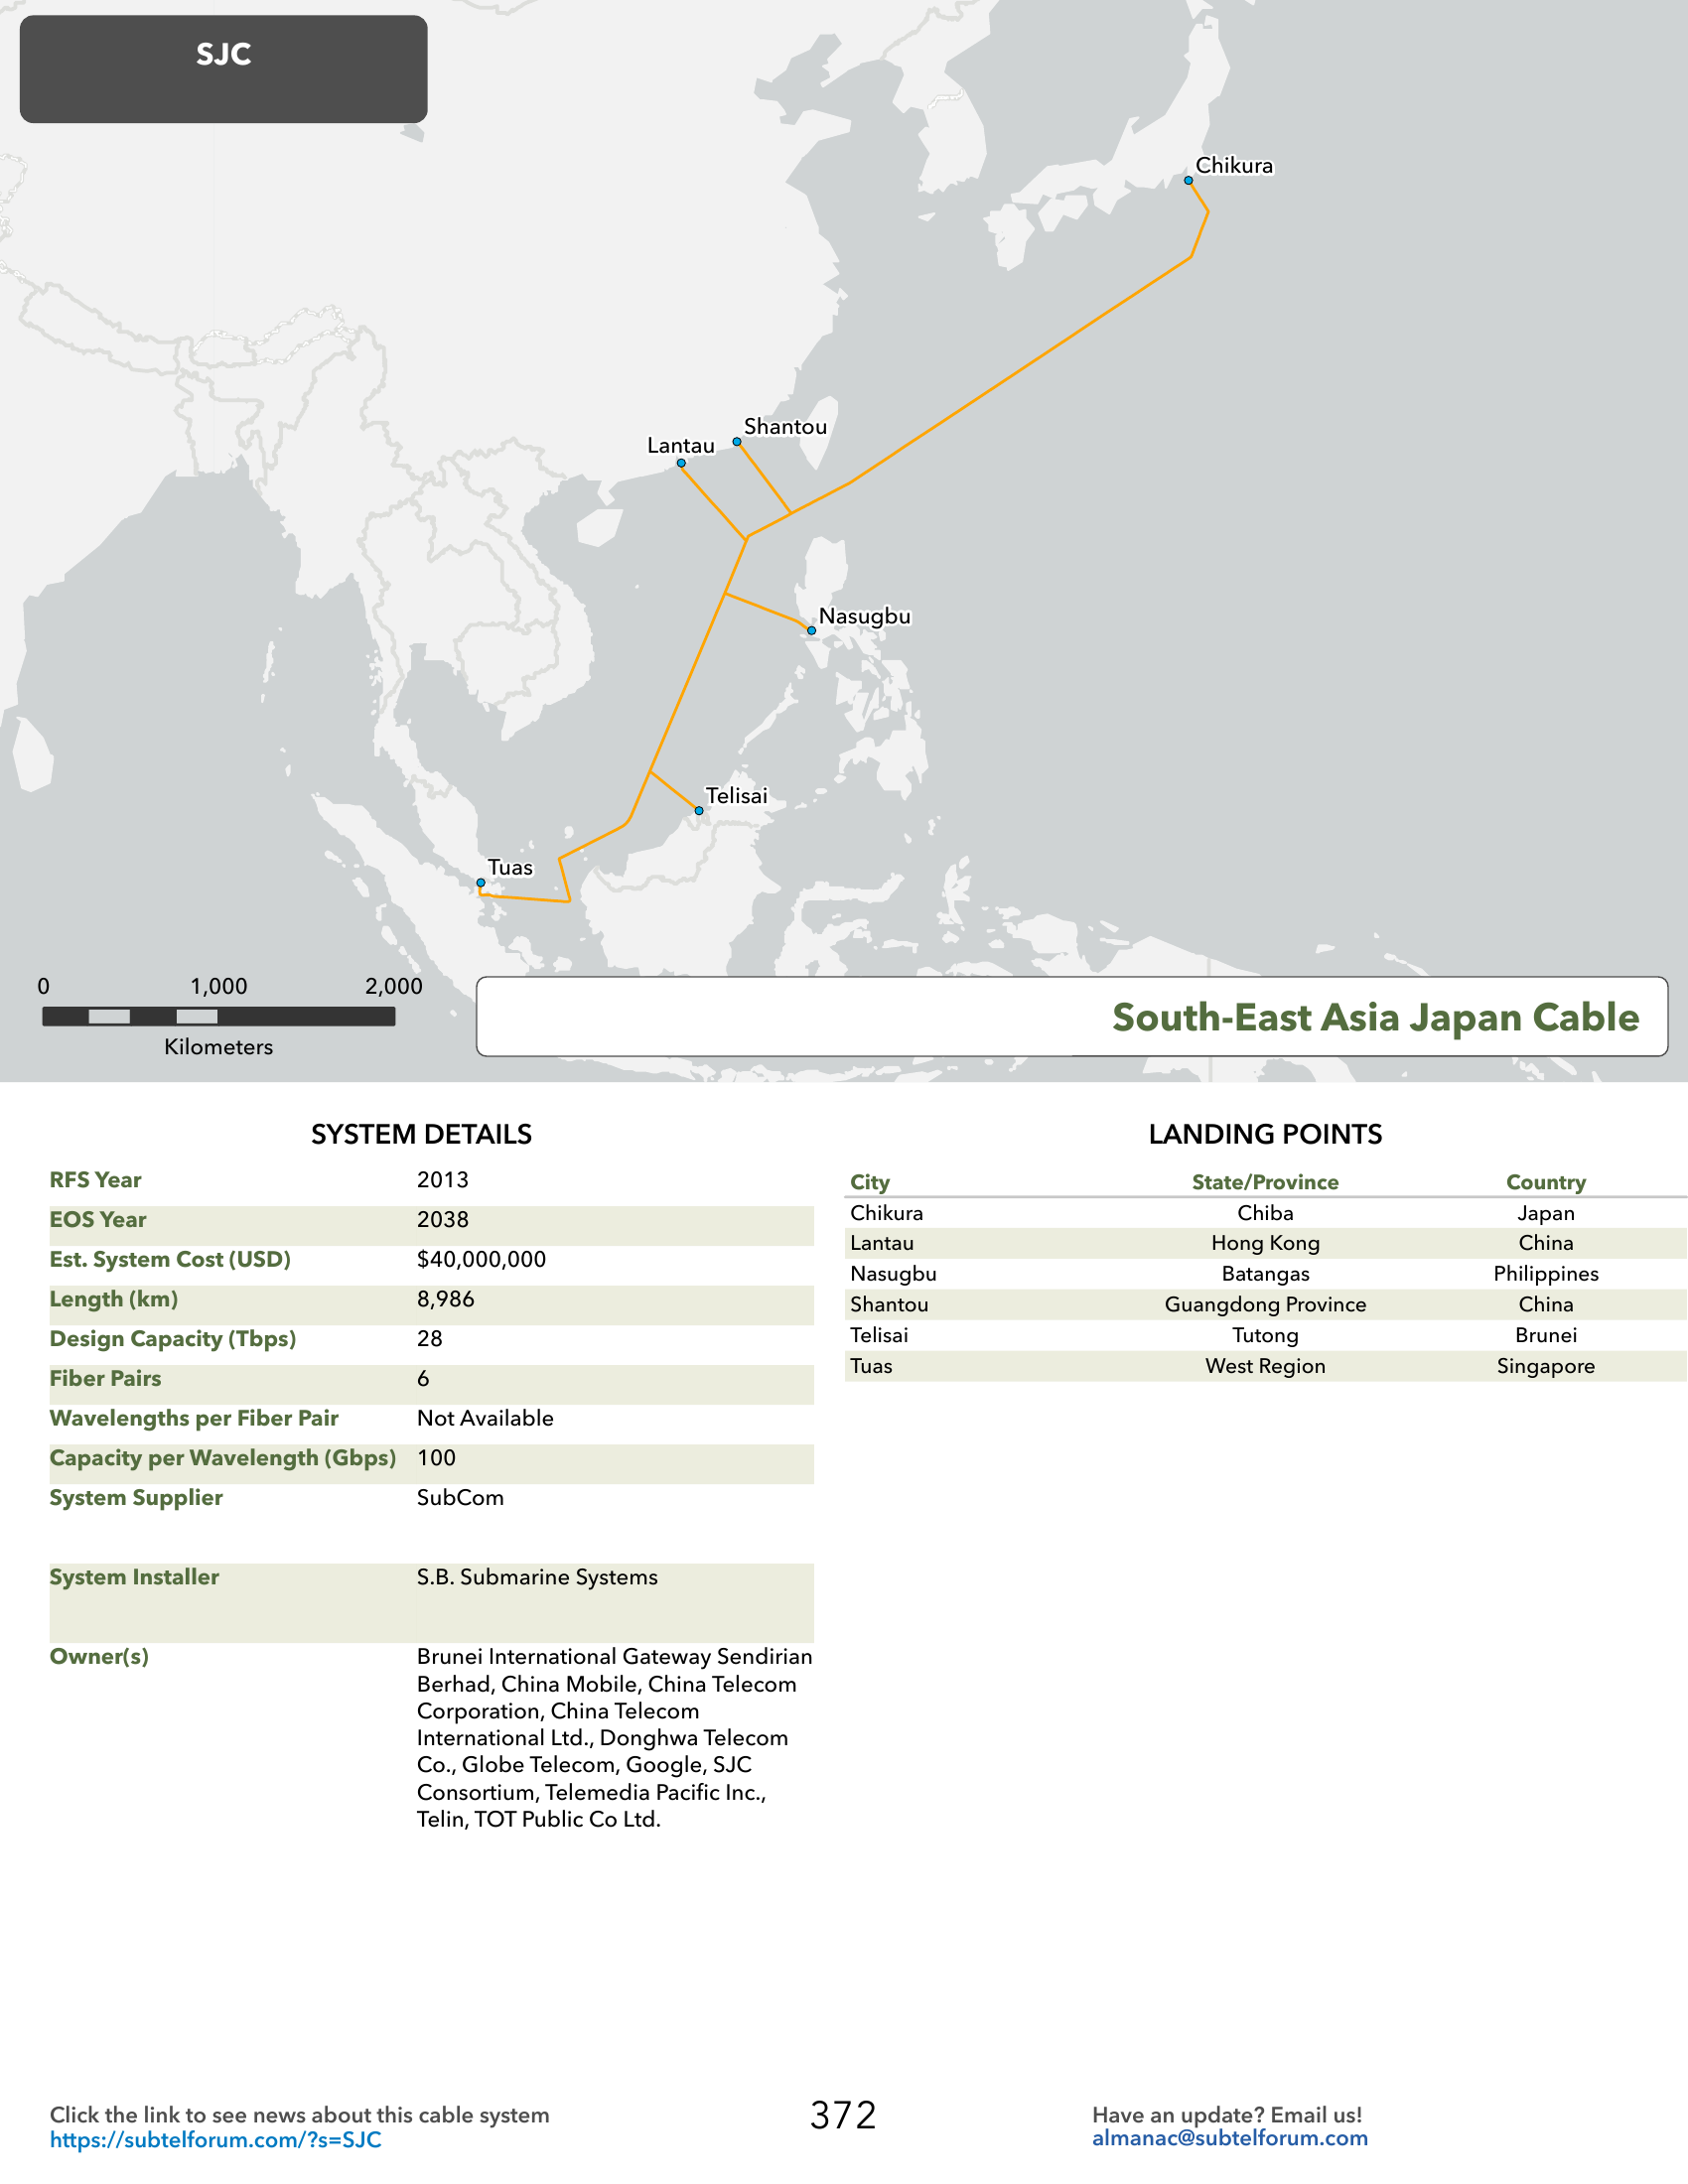 SJC
Chikura
Shantou
Lantau
Nasugbu
Telisai
Tuas
0 1,000 2,000
Kilometers
South-East Asia Japan Cable
SYSTEM DETAILS
RFS Year 2013
EOS Year 2038
Est. System Cost (USD) $40,000,000
Length (km) 8,986
Design Capacity (Tbps) 28
Fiber Pairs 6
Wavelengths per Fiber Pair Not Available
Capacity per Wavelength (Gbps) 100
System Supplier SubCom
System Installer S.B. Submarine Systems
Owner(s) Brunei International Gateway Sendirian
Berhad, China Mobile, China Telecom
Corporation, China Telecom
International Ltd., Donghwa Telecom
Co., Globe Telecom, Google, SJC
Consortium, Telemedia Pacific Inc.,
Telin, TOT Public Co Ltd.
LANDING POINTS
City State/Province Country
Chikura Chiba Japan
Lantau Hong Kong China
Nasugbu Batangas Philippines
Shantou Guangdong Province China
Telisai Tutong Brunei
Tuas West Region Singapore
Click the link to see news about this cable system
https://subtelforum.com/?s=SJC
372
Have an update? Email us!
almanac@subtelforum.com